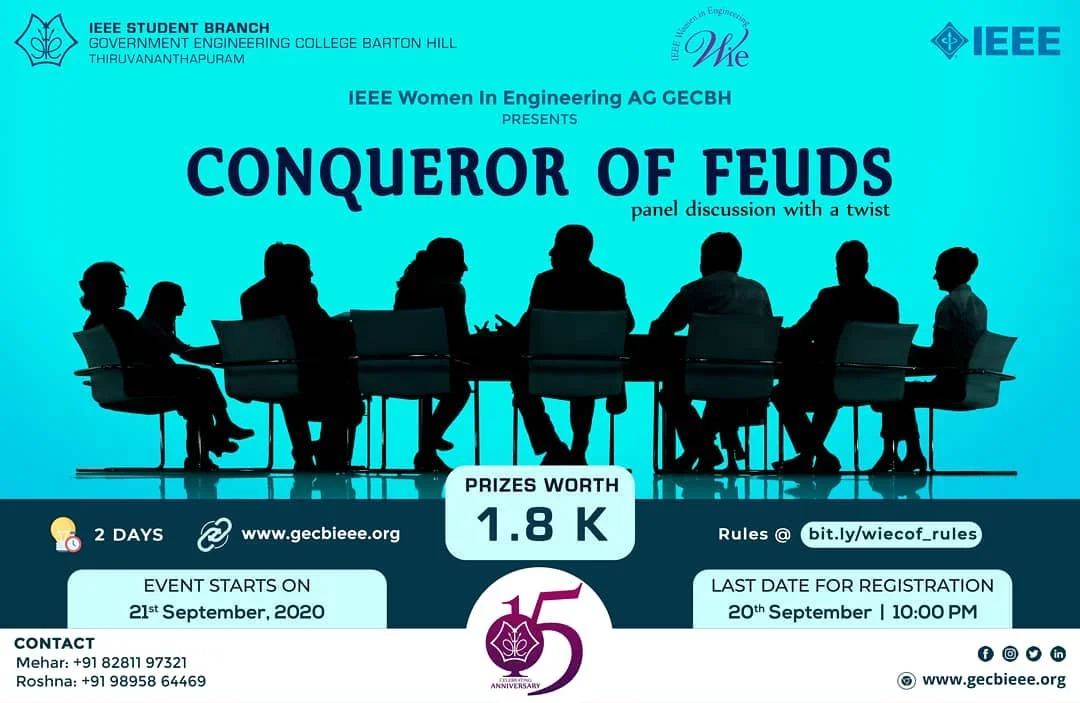 IEEE STUDENT BRANCH
GOVERNMENT ENGINEERING COLLEGE BARTON HILL
THIRUVANANTHAPURAM
IEEE Women in Engineering
WIE
IEEE
IEEE Women In Engineering AG GECBH
PRESENTS
CONQUEROR OF FEUDS
panel discussion with a twist
PRIZES WORTH
1.8 K
2 DAYS
www.gecbieee.org
Rules @ bit.ly/wiecof_rules
EVENT STARTS ON
21st September, 2020
LAST DATE FOR REGISTRATION
20th September | 10:00 PM
15
CELEBRATING
ANNIVERSARY
CONTACT
Mehar: +91 82811 97321
Roshna: +91 98958 64469
www.gecbieee.org